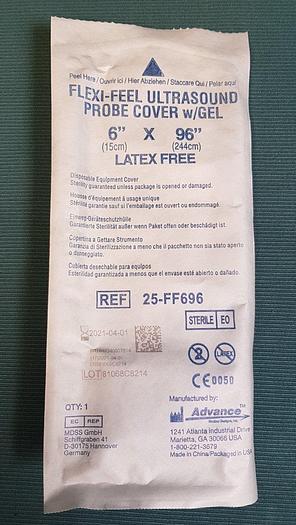 Peel Here / Ouvrir ici / Hier Abziehen / Staccare Qui / Pelar aquí
FLEXI-FEEL ULTRASOUND
PROBE COVER w/GEL
6” X 96”
(15cm) (244cm)
LATEX FREE
Disposable Equipment Cover
Sterility guaranteed unless package is opened or damaged.
Housse d'équipement à usage unique
Stérilité garantie sauf si l'emballage est ouvert ou endommagé.
Einweg-Geräteschutzhülle
Garantierte Sterilität außer wenn Paket offen oder beschädigt ist.
Copertina a Gettare Strumento
Garanzia di Sterilizzazione a meno che il pacchetto non sia stato aperto
o danneggiato.
Cubierta desechable para equipos
Esterilidad garantizada a menos que el envase esté abierto o dañado.
REF 25-FF696
STERILE EO
2021-04-01
LOT 81068C8214
LATEX
CE 0050
QTY: 1
Manufactured by:
EC REP
Advance
MDSS GmbH
Schiffgraben 41
D-30175 Hannover
Germany
1241 Atlanta Industrial Drive
Marietta, GA 30066 USA
1-800-221-3679
Made in China/Packaged in USA